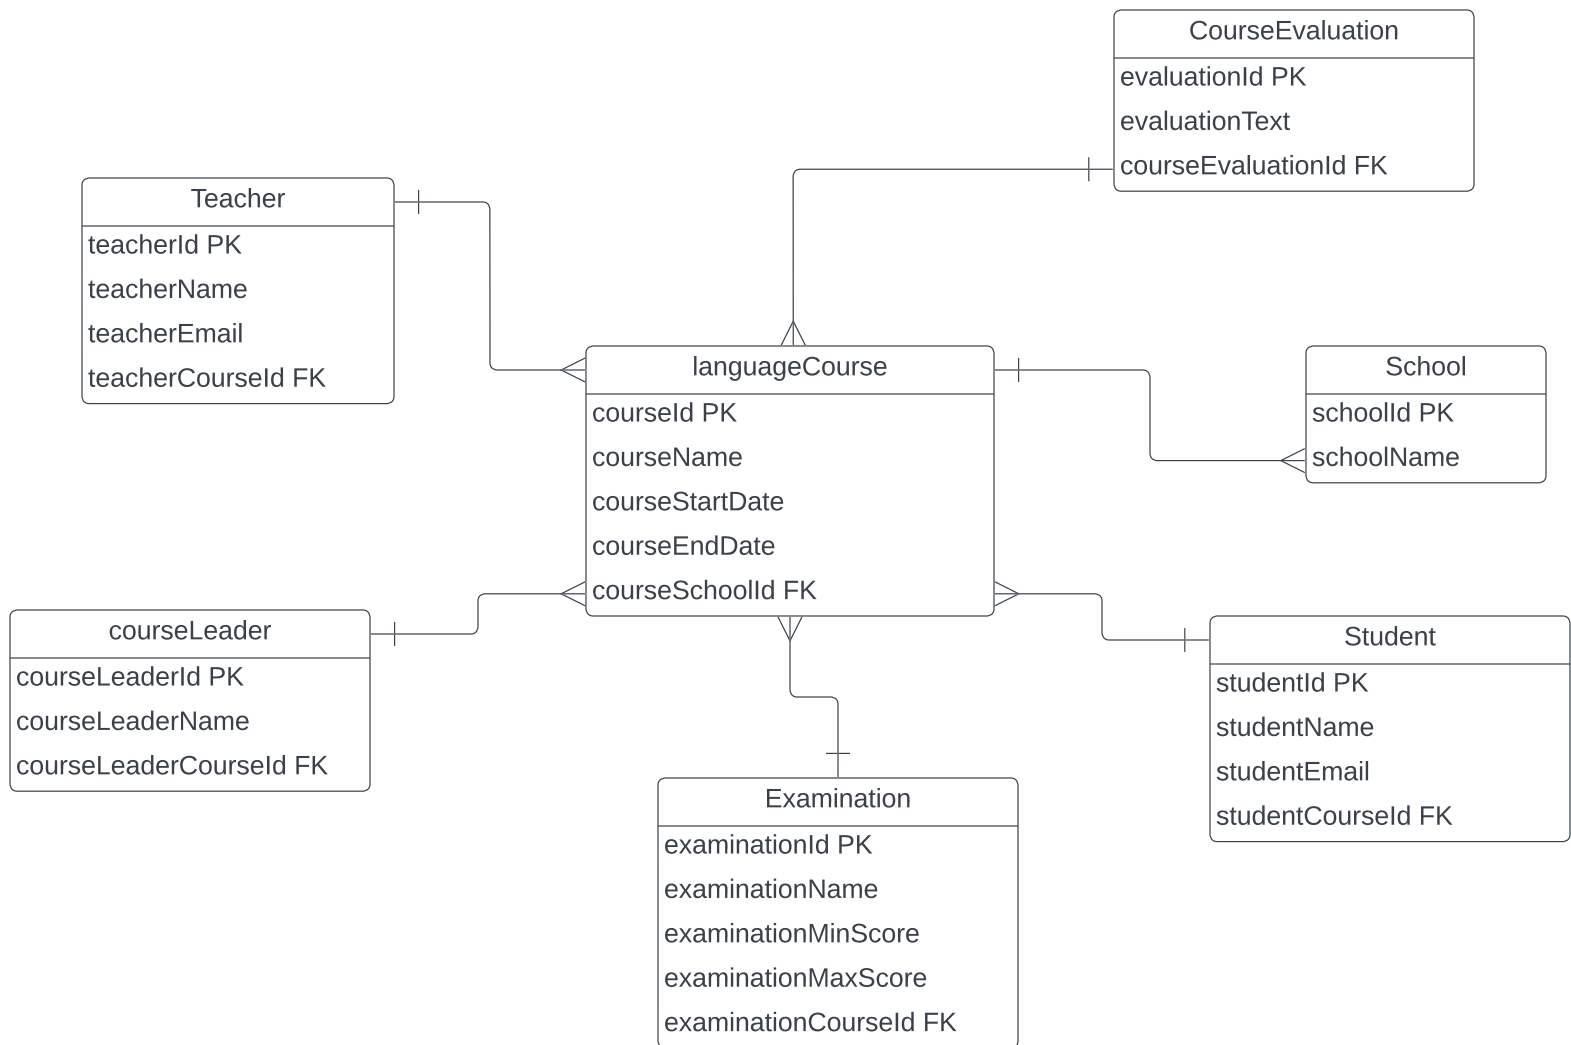 CourseEvaluation
evaluationId PK
evaluationText
courseEvaluationId FK
Teacher
teacherId PK
teacherName
teacherEmail
teacherCourseId FK
languageCourse
courseId PK
courseName
courseStartDate
courseEndDate
courseSchoolId FK
School
schoolId PK
schoolName
courseLeader
courseLeaderId PK
courseLeaderName
courseLeaderCourseId FK
Student
studentId PK
studentName
studentEmail
studentCourseId FK
Examination
examinationId PK
examinationName
examinationMinScore
examinationMaxScore
examinationCourseId FK